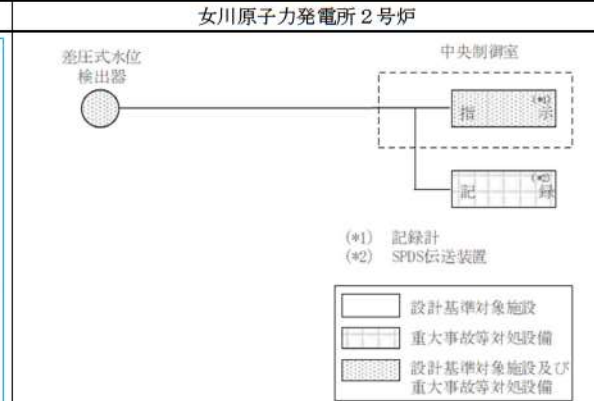 女川原子力発電所２号炉
差圧式水位
検出器
中央制御室
(*1)
指 示
(*2)
記 録
(*1) 記録計
(*2) SPDS伝送装置
設計基準対象施設
重大事故等対処設備
設計基準対象施設及び
重大事故等対処設備